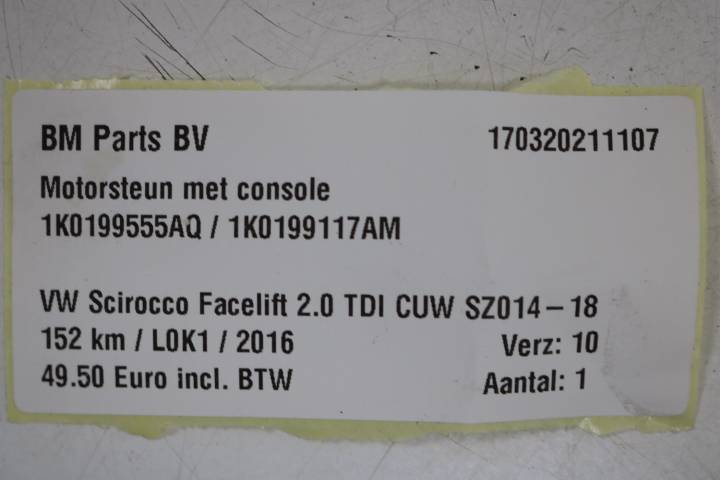 BM Parts BV 170320211107
Motorsteun met console
1K0199555AQ / 1K0199117AM
VW Scirocco Facelift 2.0 TDI CUW SZ014-18
152 km / L0K1 / 2016 Verz: 10
49.50 Euro incl. BTW Aantal: 1